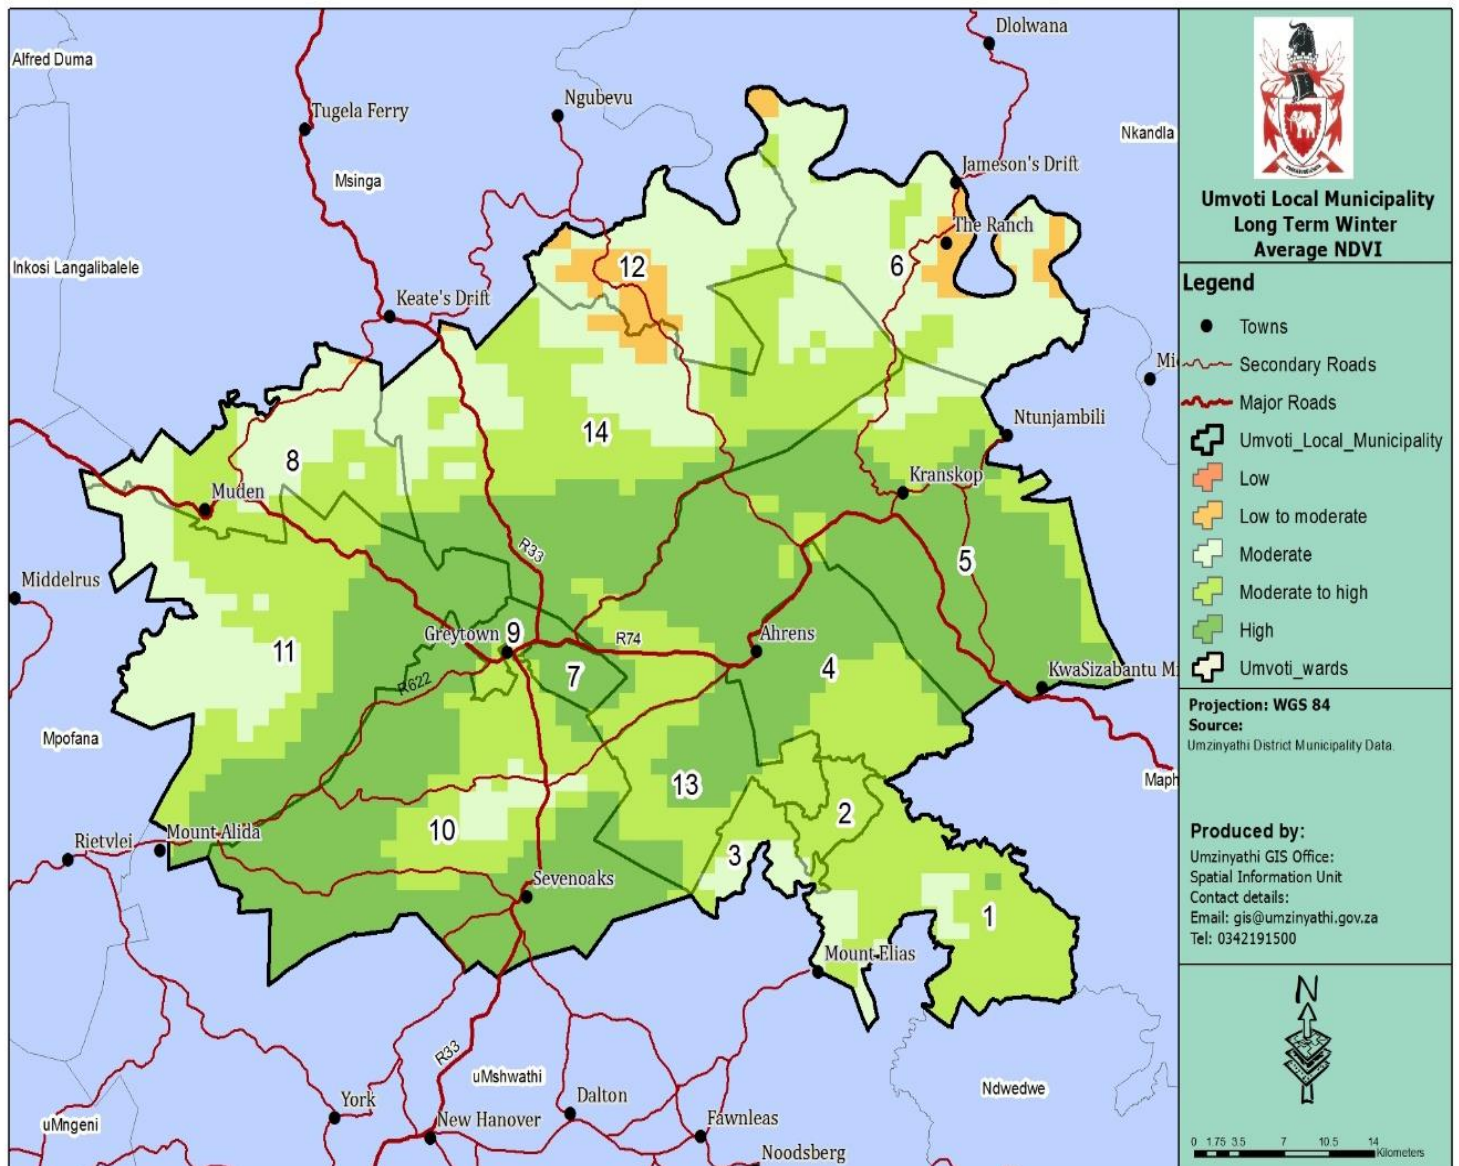 Dlolwana
Alfred Duma
Ngubevu
Tugela Ferry
Nkandla
Jameson's Drift
Msinga
The Ranch
Inkosi Langalibalele
12
6
Keate's Drift
Ntunjambili
14
8
Kranskop
Muden
R33
5
Middelrus
Greytown
9
R74
Ahrens
11
7
4
R622
KwaSizabantu
Mpofana
13
10
2
Mount Alida
Rietvlei
3
Sevenoaks
1
Mount Elias
R33
uMshwathi
Ndwedwe
York
Dalton
uMngeni
New Hanover
Fawnleas
Noodsberg
Umvoti Local Municipality
Long Term Winter
Average NDVI
Legend
Towns
Secondary Roads
Major Roads
Umvoti_Local_Municipality
Low
Low to moderate
Moderate
Moderate to high
High
Umvoti_wards
Projection: WGS 84
Source:
Umzinyathi District Municipality Data.
Produced by:
Umzinyathi GIS Office:
Spatial Information Unit
Contact details:
Email: gis@umzinyathi.gov.za
Tel: 0342191500
N
0 1.75 3.5 7 10.5 14
Kilometers